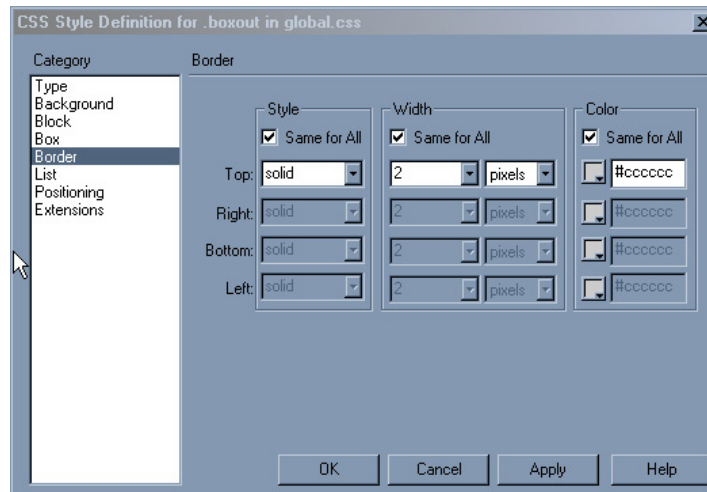 CSS Style Definition for .boxout in global.css
Category
Border
Type
Background
Block
Box
Border
List
Positioning
Extensions
Style Width Color
Same for All Same for All Same for All
Top: solid 2 pixels #cccccc
Right: solid 2 pixels #cccccc
Bottom: solid 2 pixels #cccccc
Left: solid 2 pixels #cccccc
OK Cancel Apply Help